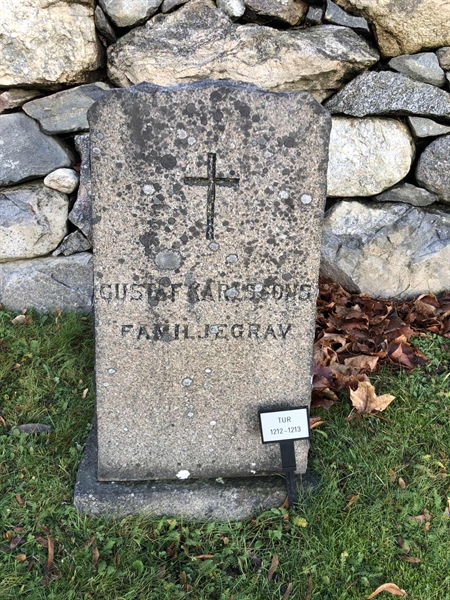 GUSTAF KARLSSONS
FAMILJEGRAV
TUR
1212-1213